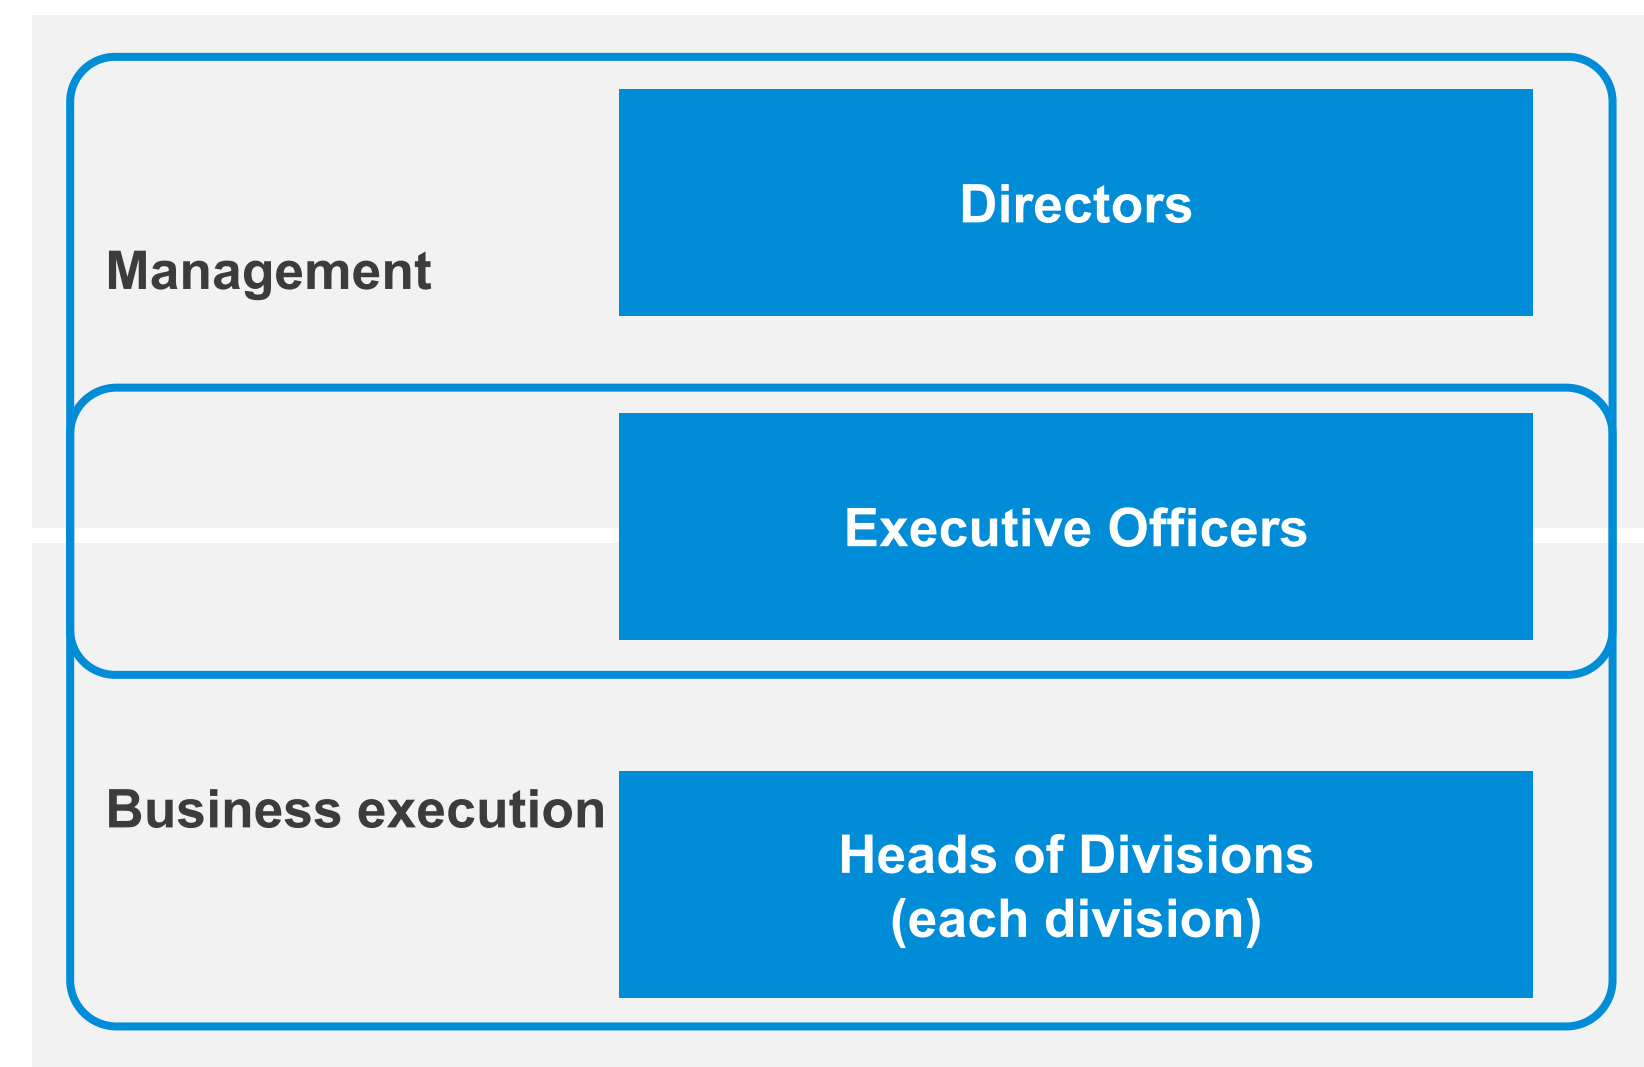 Directors
Management
Executive Officers
Business execution
Heads of Divisions
(each division)